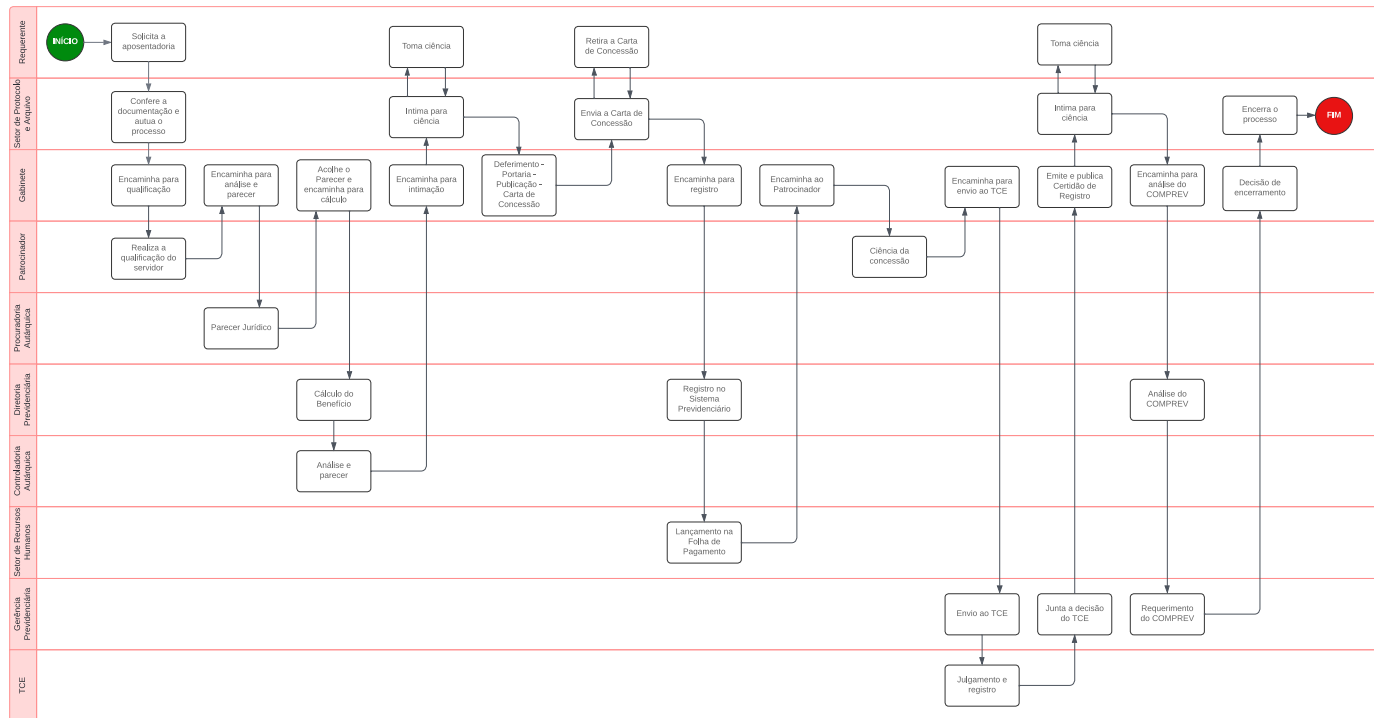 Requerente
INÍCIO
Solicita a
aposentadoria
Toma ciência
Retira a Carta
de Concessão
Toma ciência
Setor de Protocolo
e Arquivo
Confere a
documentação e
autua o
processo
Intima para
ciência
Envia a Carta de
Concessão
Intima para
ciência
Encerra o
processo
FIM
Gabinete
Encaminha para
qualificação
Encaminha para
análise e
parecer
Acolhe o
Parecer e
encaminha para
cálculo
Encaminha para
intimação
Deferimento –
Portaria –
Publicação –
Carta de
Concessão
Encaminha para
registro
Encaminha ao
Patrocinador
Encaminha para
envio ao TCE
Emite e publica
Certidão de
Registro
Encaminha para
análise do
COMPREV
Decisão de
encerramento
Patrocinador
Realiza a
qualificação do
servidor
Ciência da
concessão
Procuradoria
Autárquica
Parecer Jurídico
Diretoria
Previdenciária
Cálculo do
Benefício
Registro no
Sistema
Previdenciário
Análise do
COMPREV
Controladoria
Autárquica
Análise e
parecer
Setor de Recursos
Humanos
Lançamento na
Folha de
Pagamento
Gerência
Previdenciária
Envio ao TCE
Junta a decisão
do TCE
Requerimento
do COMPREV
TCE
Julgamento e
registro